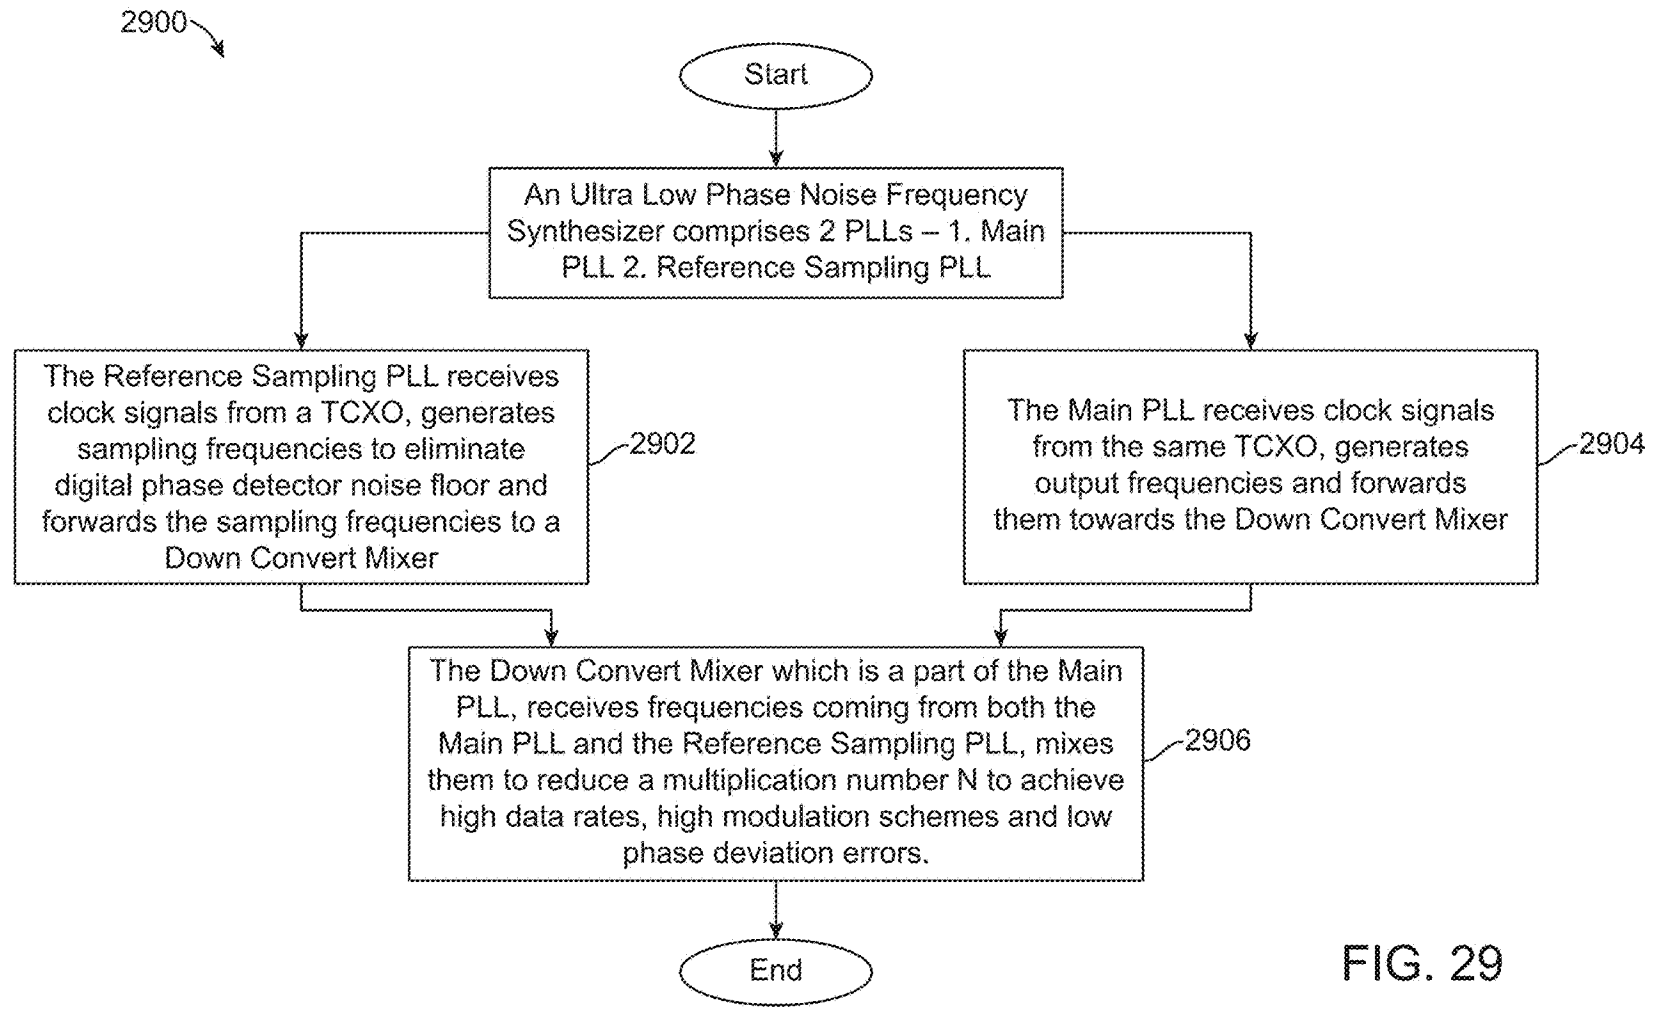 2900
Start
An Ultra Low Phase Noise Frequency
Synthesizer comprises 2 PLLs – 1. Main
PLL 2. Reference Sampling PLL
The Reference Sampling PLL receives
clock signals from a TCXO, generates
sampling frequencies to eliminate
digital phase detector noise floor and
forwards the sampling frequencies to a
Down Convert Mixer
2902
The Main PLL receives clock signals
from the same TCXO, generates
output frequencies and forwards
them towards the Down Convert Mixer
2904
The Down Convert Mixer which is a part of the Main
PLL, receives frequencies coming from both the
Main PLL and the Reference Sampling PLL, mixes
them to reduce a multiplication number N to achieve
high data rates, high modulation schemes and low
phase deviation errors.
2906
End
FIG. 29